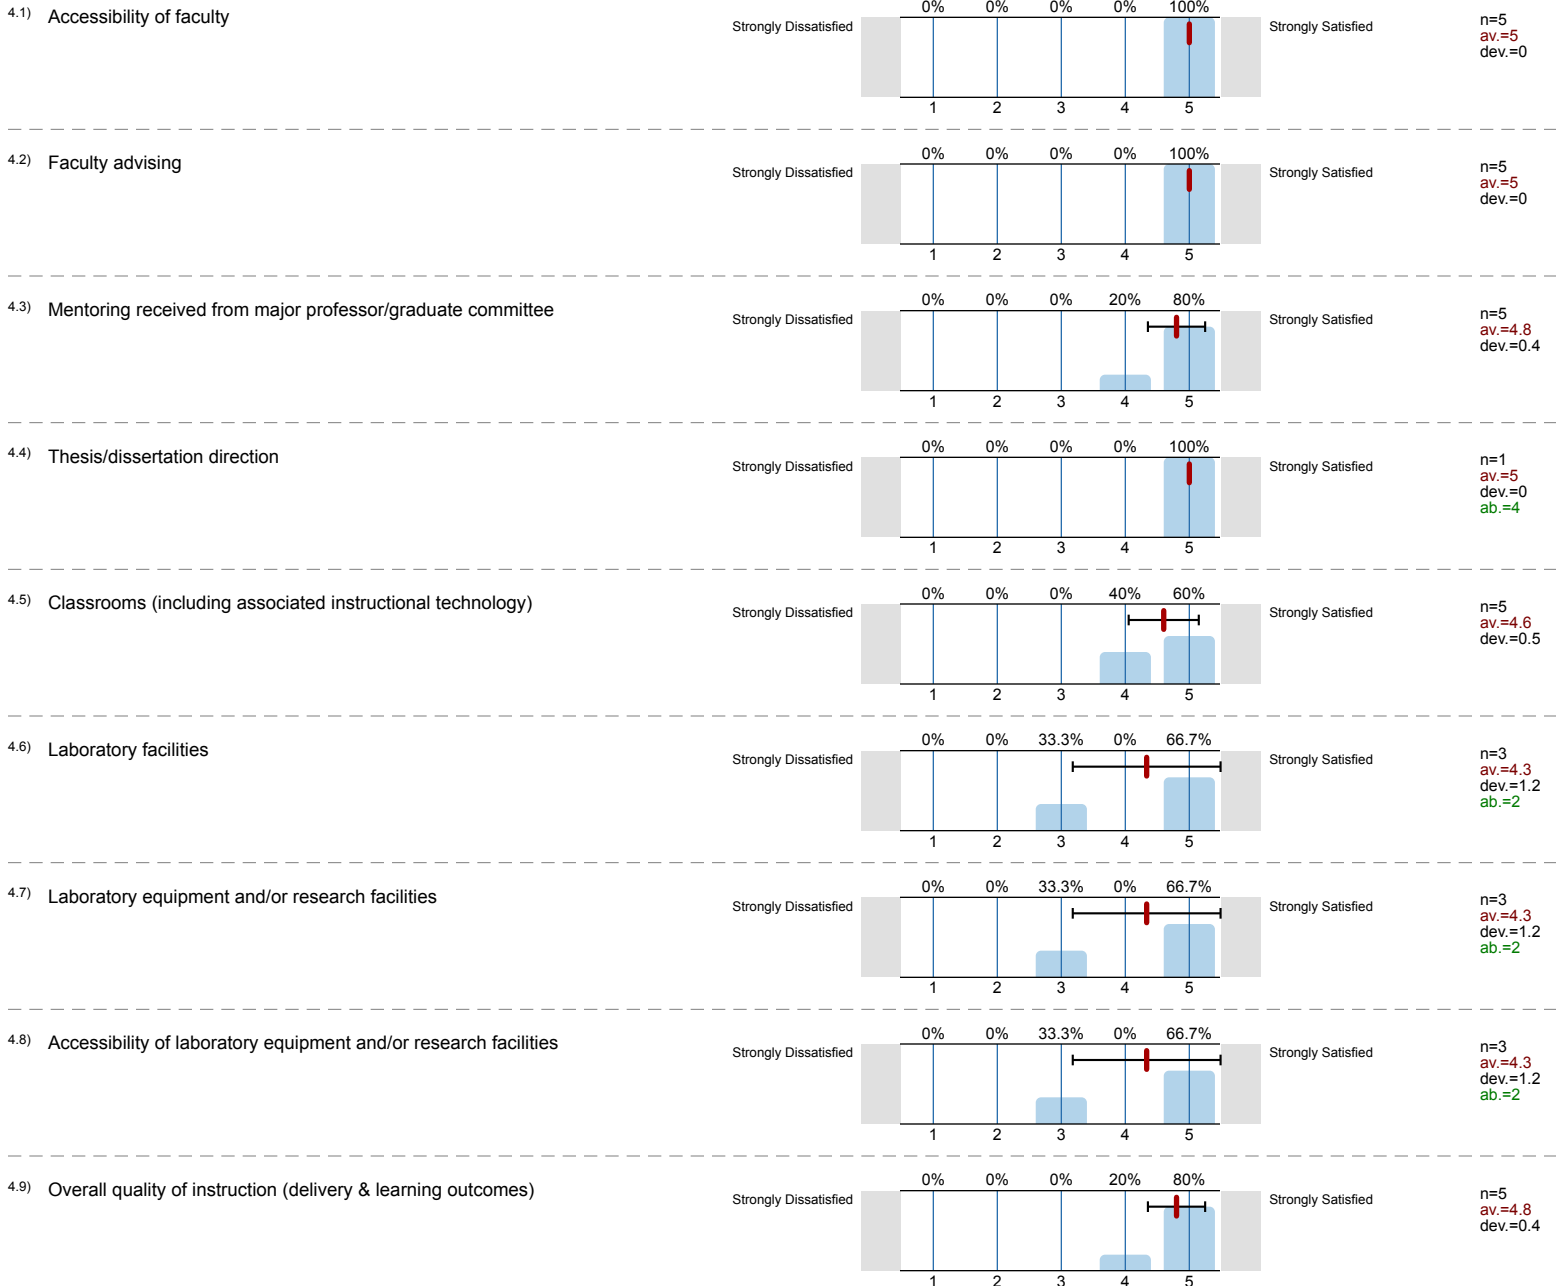 4.1) Accessibility of faculty
0% 0% 0% 0% 100%
Strongly Dissatisfied
Strongly Satisfied
n=5
av.=5
dev.=0
1 2 3 4 5
4.2) Faculty advising
0% 0% 0% 0% 100%
Strongly Dissatisfied
Strongly Satisfied
n=5
av.=5
dev.=0
1 2 3 4 5
4.3) Mentoring received from major professor/graduate committee
0% 0% 0% 20% 80%
Strongly Dissatisfied
Strongly Satisfied
n=5
av.=4.8
dev.=0.4
1 2 3 4 5
4.4) Thesis/dissertation direction
0% 0% 0% 0% 100%
Strongly Dissatisfied
Strongly Satisfied
n=1
av.=5
dev.=0
ab.=4
1 2 3 4 5
4.5) Classrooms (including associated instructional technology)
0% 0% 0% 40% 60%
Strongly Dissatisfied
Strongly Satisfied
n=5
av.=4.6
dev.=0.5
1 2 3 4 5
4.6) Laboratory facilities
0% 0% 33.3% 0% 66.7%
Strongly Dissatisfied
Strongly Satisfied
n=3
av.=4.3
dev.=1.2
ab.=2
1 2 3 4 5
4.7) Laboratory equipment and/or research facilities
0% 0% 33.3% 0% 66.7%
Strongly Dissatisfied
Strongly Satisfied
n=3
av.=4.3
dev.=1.2
ab.=2
1 2 3 4 5
4.8) Accessibility of laboratory equipment and/or research facilities
0% 0% 33.3% 0% 66.7%
Strongly Dissatisfied
Strongly Satisfied
n=3
av.=4.3
dev.=1.2
ab.=2
1 2 3 4 5
4.9) Overall quality of instruction (delivery & learning outcomes)
0% 0% 0% 20% 80%
Strongly Dissatisfied
Strongly Satisfied
n=5
av.=4.8
dev.=0.4
1 2 3 4 5